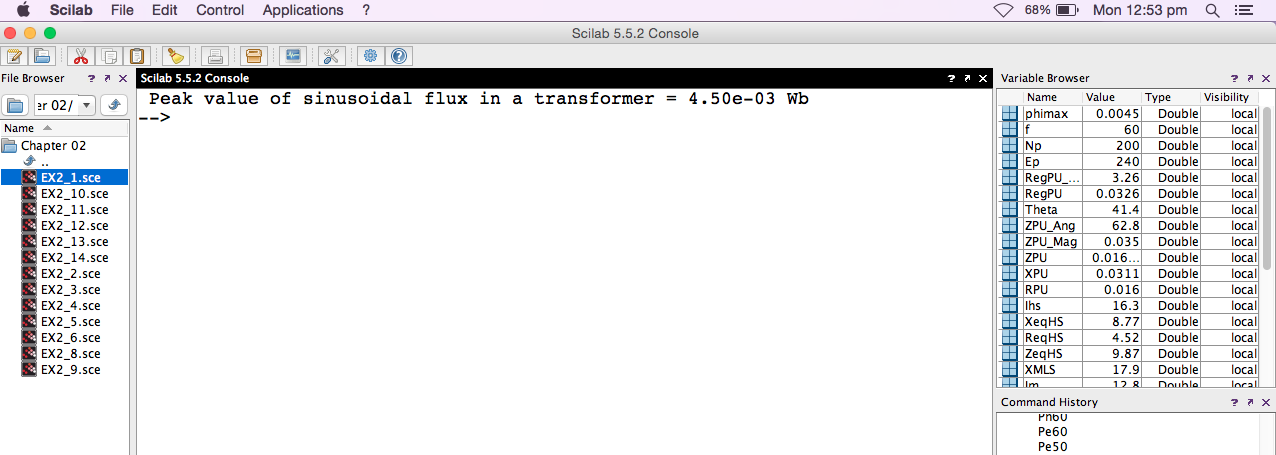 Scilab File Edit Control Applications ? 68% Mon 12:53 pm
Scilab 5.5.2 Console
File Browser ? Scilab 5.5.2 Console ? Variable Browser ?
er 02/
Name
Chapter 02
..
EX2_1.sce
EX2_10.sce
EX2_11.sce
EX2_12.sce
EX2_13.sce
EX2_14.sce
EX2_2.sce
EX2_3.sce
EX2_4.sce
EX2_5.sce
EX2_6.sce
EX2_8.sce
EX2_9.sce
Peak value of sinusoidal flux in a transformer = 4.50e-03 Wb
-->
Name Value Type Visibility
phimax 0.0045 Double local
f 60 Double local
Np 200 Double local
Ep 240 Double local
RegPU_... 3.26 Double local
RegPU 0.0326 Double local
Theta 41.4 Double local
ZPU_Ang 62.8 Double local
ZPU_Mag 0.035 Double local
ZPU 0.016... Double local
XPU 0.0311 Double local
RPU 0.016 Double local
Ihs 16.3 Double local
XeqHS 8.77 Double local
ReqHS 4.52 Double local
ZeqHS 9.87 Double local
XMLS 17.9 Double local
Im 12.8 Double local
Command History ?
Ph60
Pe60
Pe50